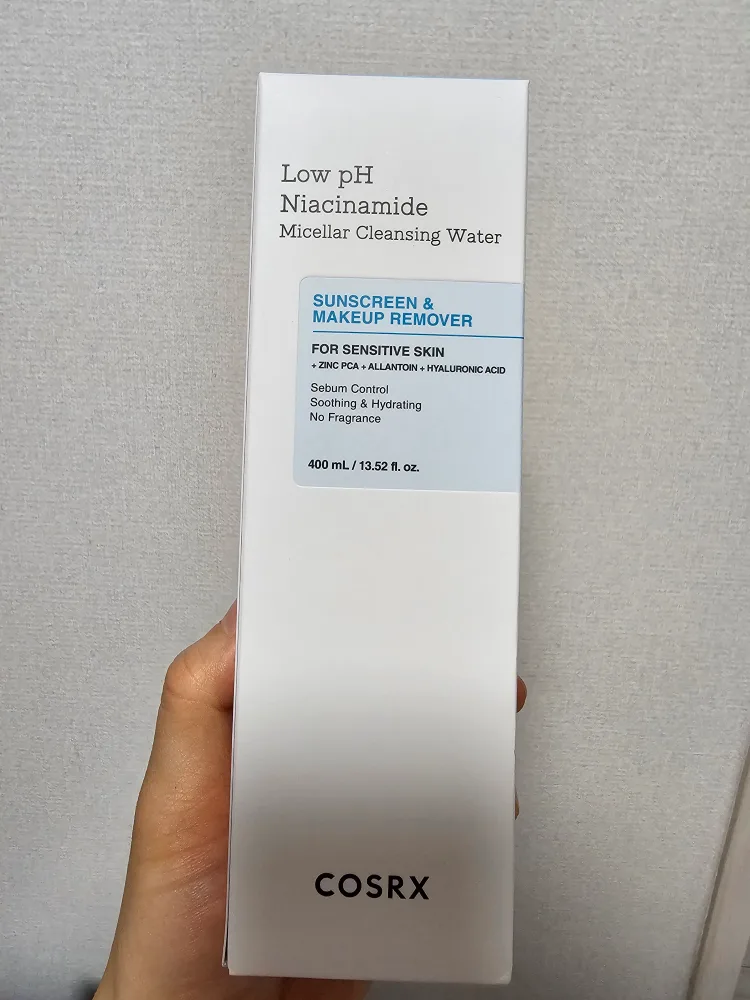 Low pH
Niacinamide
Micellar Cleansing Water
SUNSCREEN &
MAKEUP REMOVER
FOR SENSITIVE SKIN
+ ZINC PCA + ALLANTOIN + HYALURONIC ACID
Sebum Control
Soothing & Hydrating
No Fragrance
400 mL / 13.52 fl. oz.
COSRX